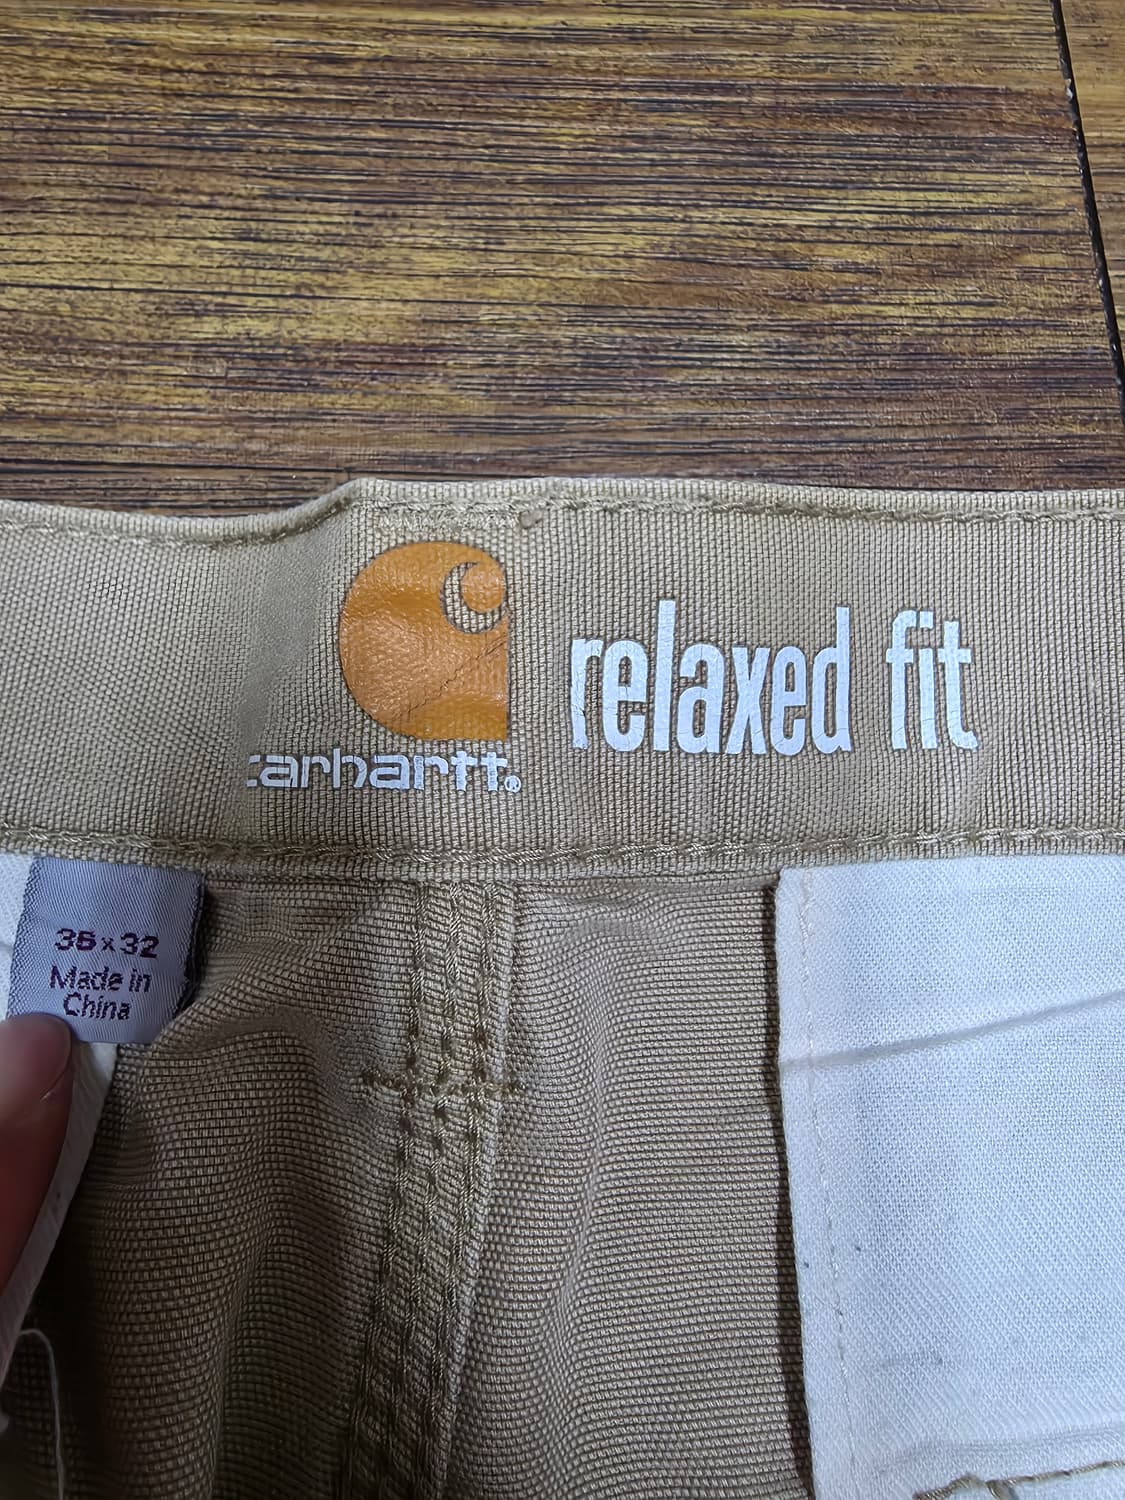 carhartt®
relaxed fit
36×32
Made in
China